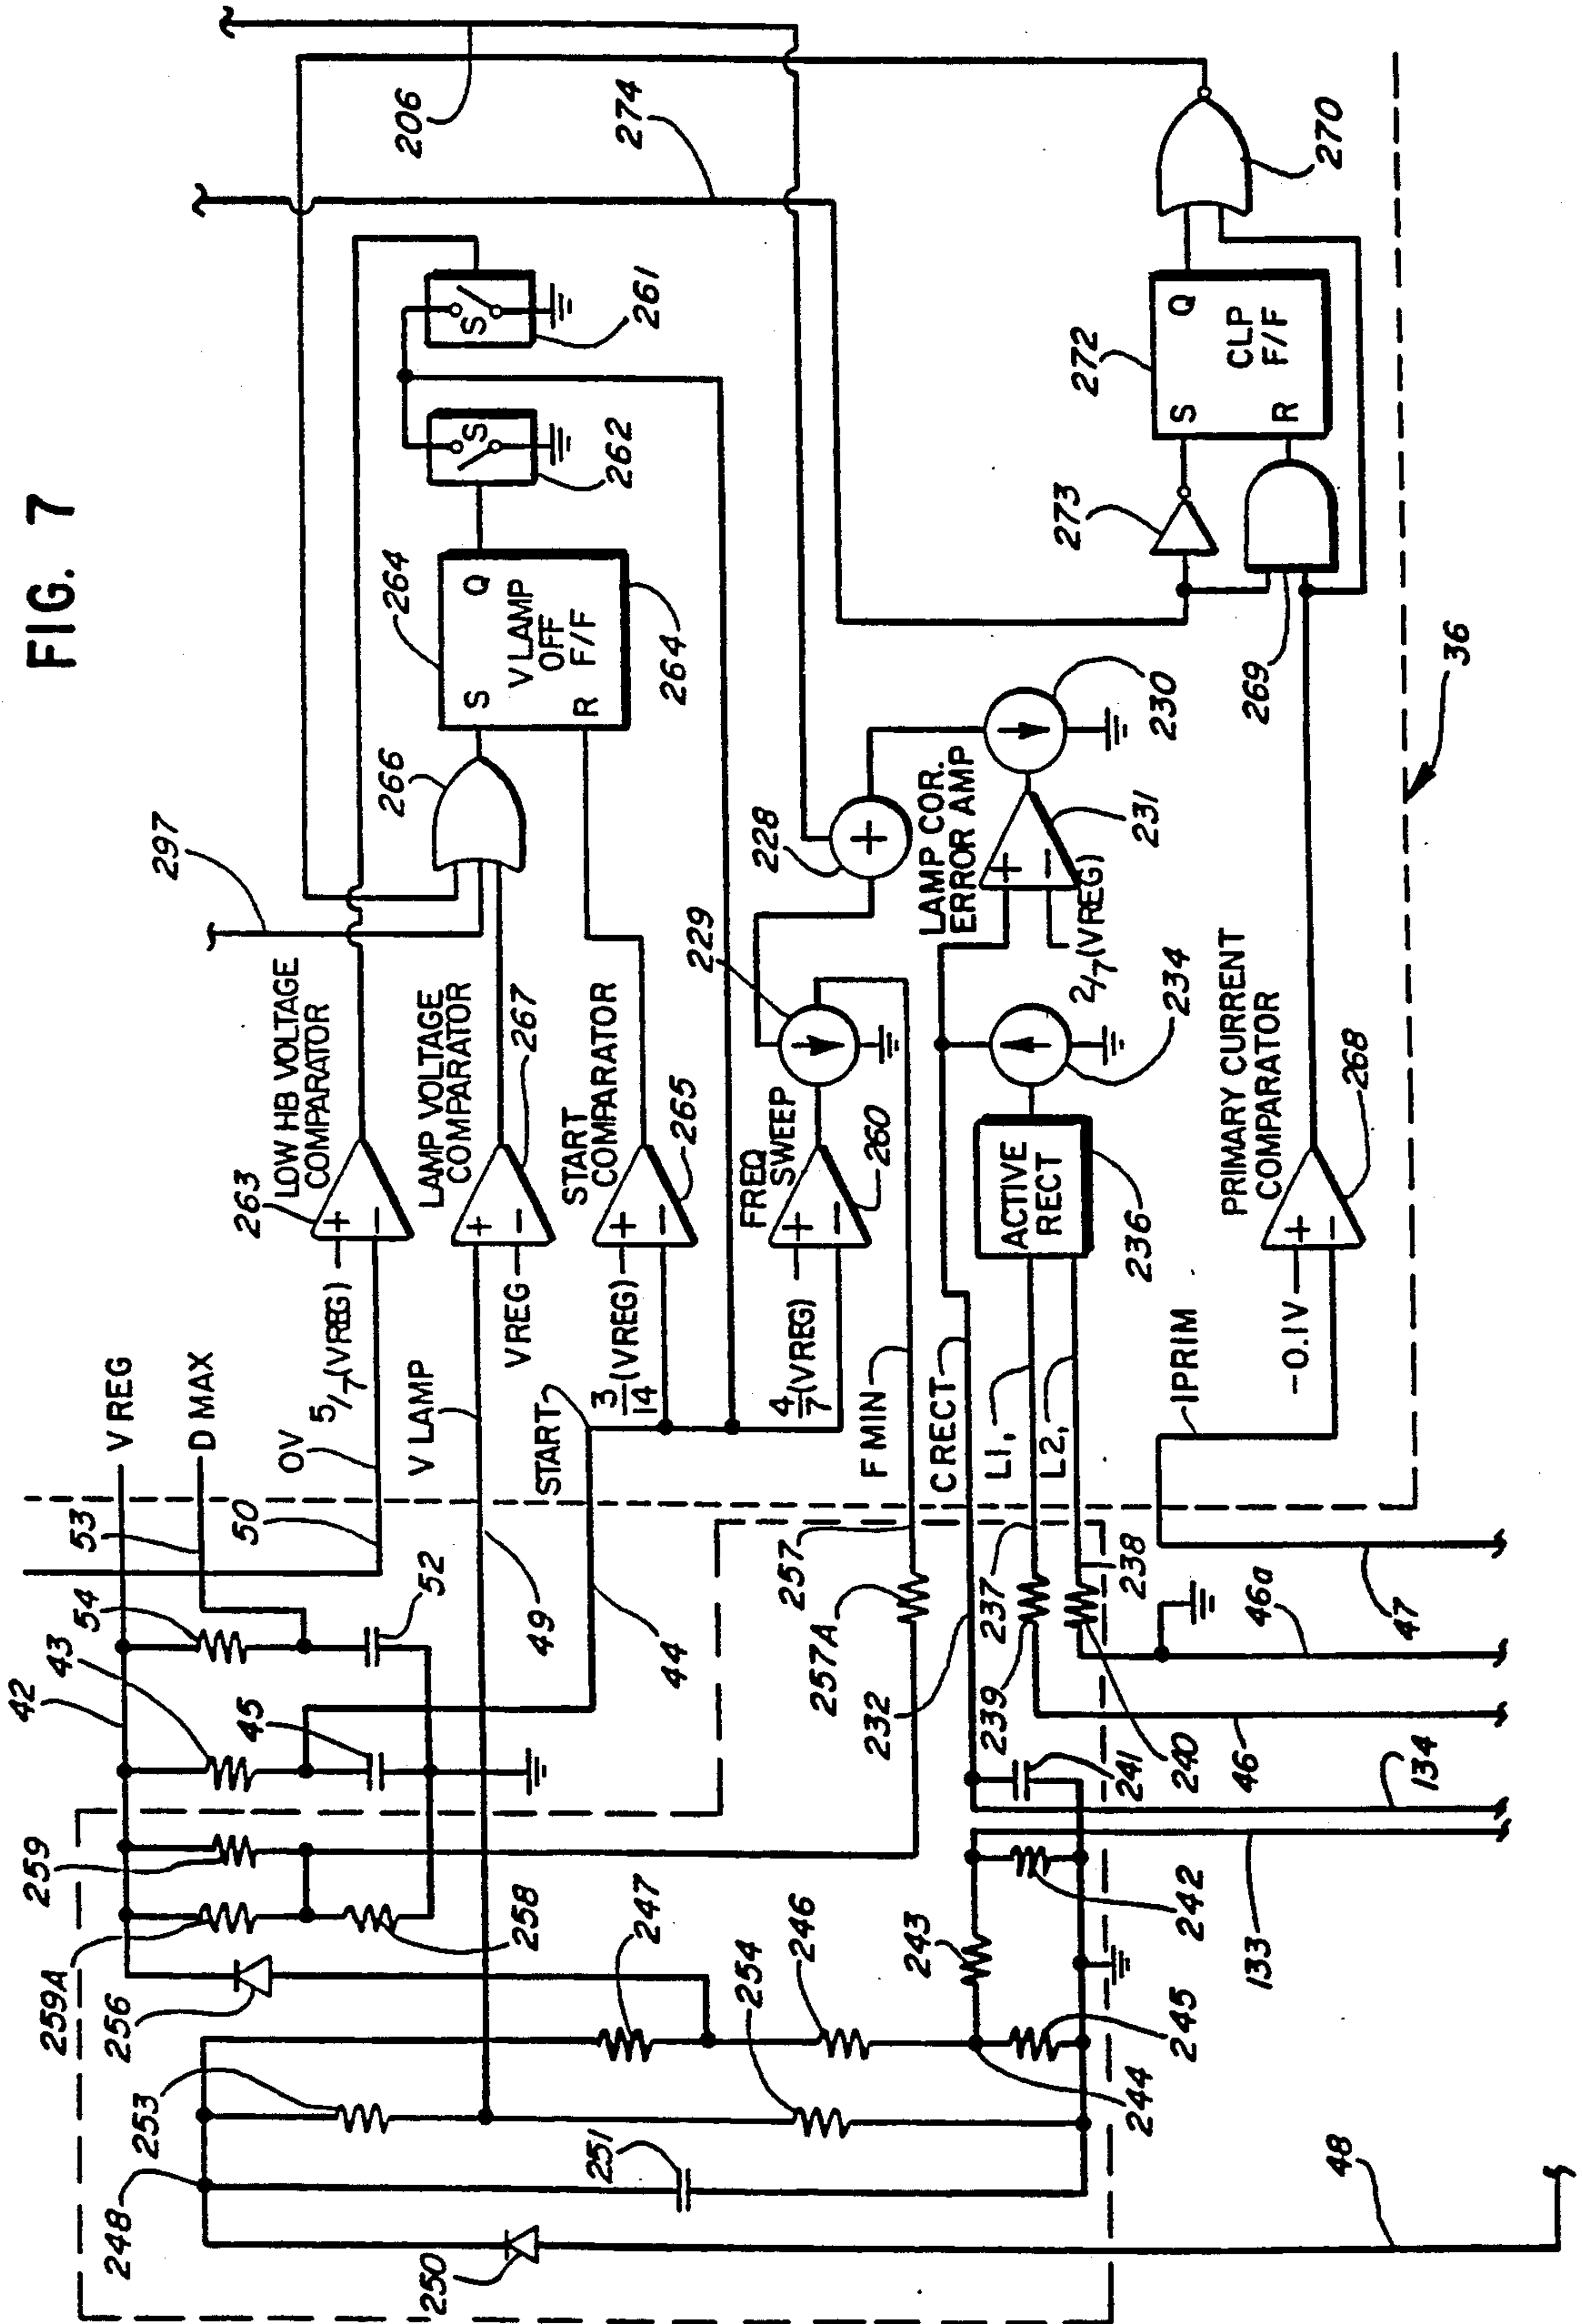 FIG. 7
206
274
297
266
264
Q
V LAMP
OFF
F/F
S
R
264
S
262
S
261
263
LOW HB VOLTAGE
COMPARATOR
5/7(VREG)
+
−
V REG
D MAX
OV
LAMP VOLTAGE
COMPARATOR
267
V LAMP
VREG
+
−
START
COMPARATOR
265
START
3/14(VREG)
+
−
FREQ
SWEEP
260
4/7(VREG)
+
−
229
228
+
LAMP COR.
ERROR AMP
230
231
+
−
2/7(VREG)
234
F MIN
CRECT
L1,
L2,
ACTIVE
RECT
236
PRIMARY CURRENT
COMPARATOR
268
−0.1V
+
−
IPRIM
272
S
Q
CLP
F/F
R
273
269
270
36
42
43
54
53
50
52
45
49
44
259
259A
256
258
247
253
248
254
246
251
250
257
257A
232
237
239
238
240
241
243
242
244
245
46
46a
47
134
133
48